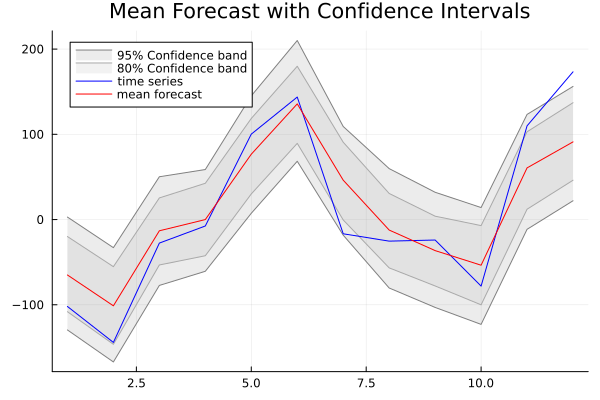 Mean Forecast with Confidence Intervals
200
95% Confidence band
80% Confidence band
time series
mean forecast
100
0
−100
2.5 5.0 7.5 10.0